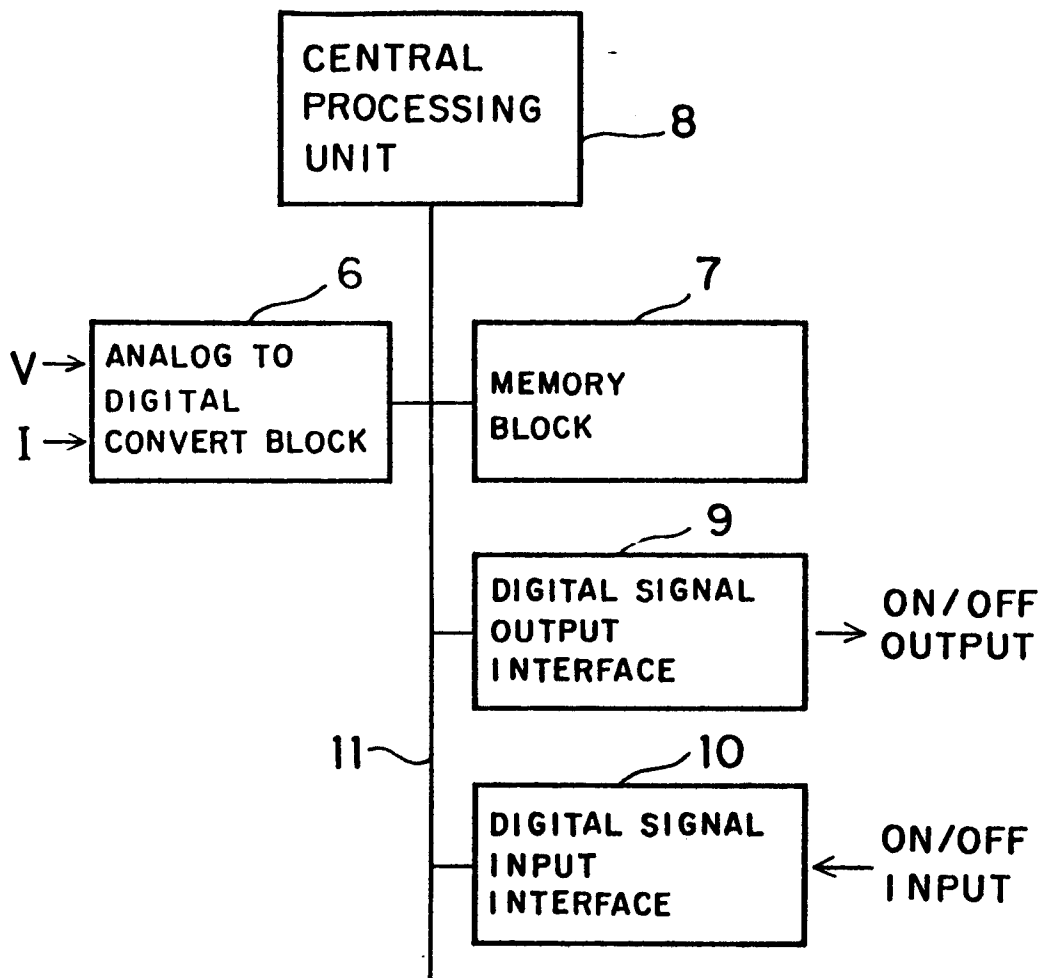 CENTRAL
PROCESSING
UNIT
8
6
7
V
ANALOG TO
DIGITAL
CONVERT BLOCK
I
MEMORY
BLOCK
9
DIGITAL SIGNAL
OUTPUT
INTERFACE
ON/OFF
OUTPUT
11
10
DIGITAL SIGNAL
INPUT
INTERFACE
ON/OFF
INPUT